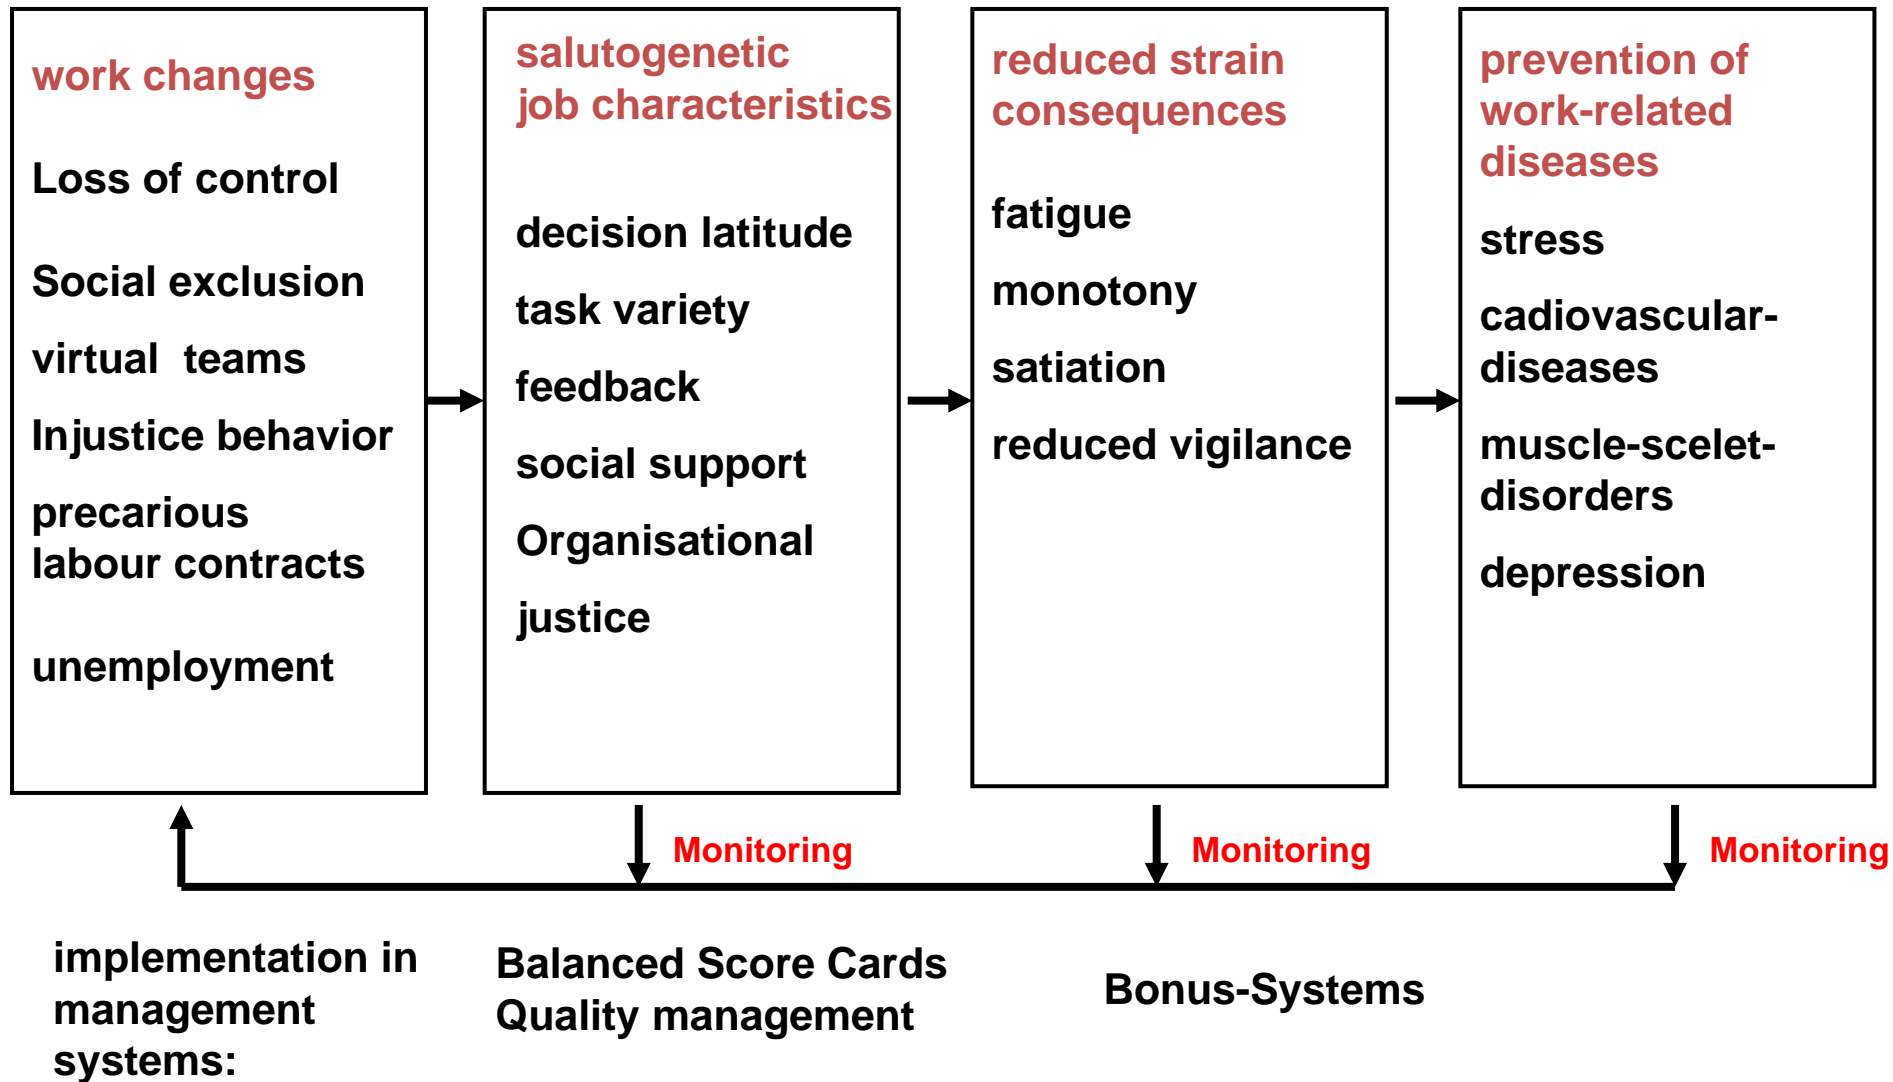 work changes
Loss of control
Social exclusion
virtual teams
Injustice behavior
precarious
labour contracts
unemployment
salutogenetic
job characteristics
decision latitude
task variety
feedback
social support
Organisational
justice
reduced strain
consequences
fatigue
monotony
satiation
reduced vigilance
prevention of
work-related
diseases
stress
cadiovascular-
diseases
muscle-scelet-
disorders
depression
Monitoring
Monitoring
Monitoring
implementation in
management
systems:
Balanced Score Cards
Quality management
Bonus-Systems